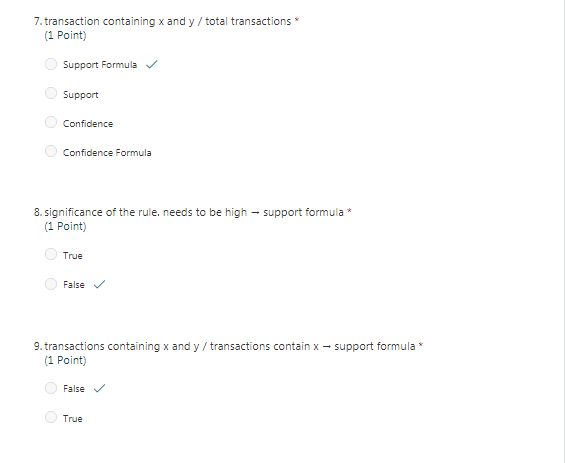 7. transaction containing x and y / total transactions *
(1 Point)
Support Formula ✓
Support
Confidence
Confidence Formula
8. significance of the rule. needs to be high → support formula *
(1 Point)
True
False ✓
9. transactions containing x and y / transactions contain x → support formula *
(1 Point)
False ✓
True